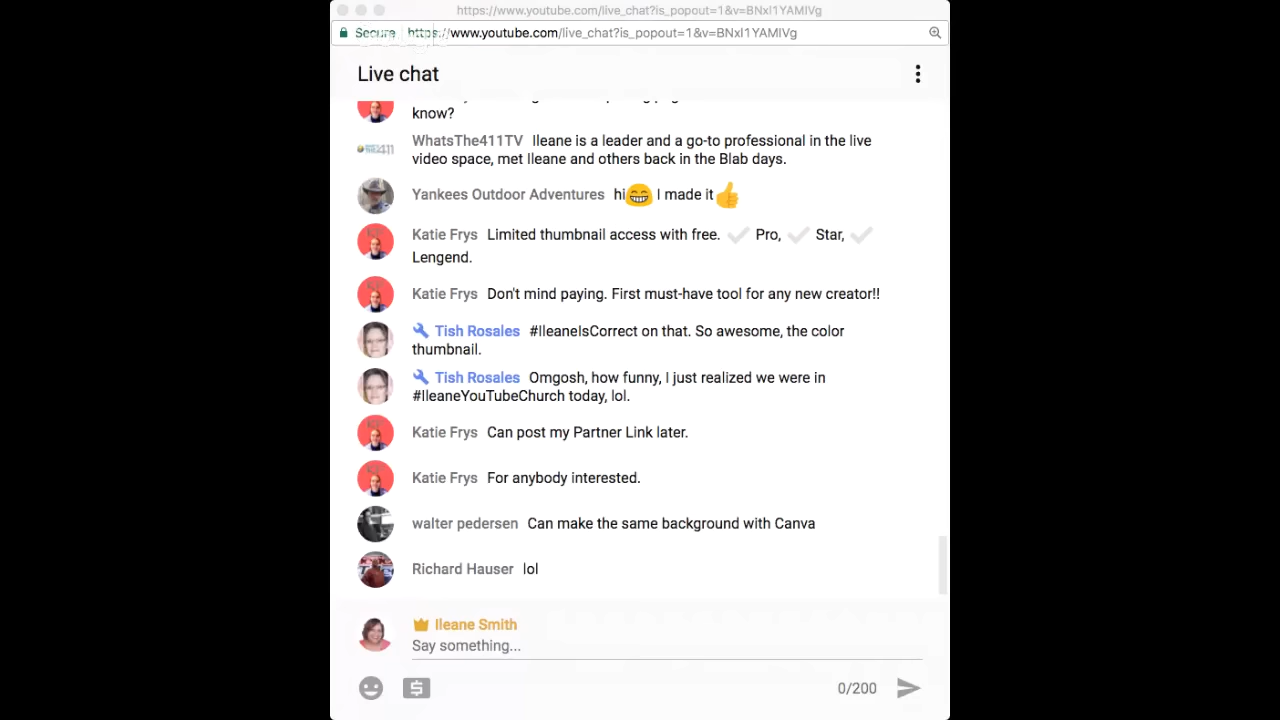 https://www.youtube.com/live_chat?is_popout=1&v=BNxl1YAMIVg
Secure https://www.youtube.com/live_chat?is_popout=1&v=BNxl1YAMIVg
Live chat
know?
WhatsThe411TV Ileane is a leader and a go-to professional in the live
video space, met Ileane and others back in the Blab days.
Yankees Outdoor Adventures hi😁 I made it👍
Katie Frys Limited thumbnail access with free. ✔ Pro, ✔ Star, ✔
Lengend.
Katie Frys Don't mind paying. First must-have tool for any new creator!!
Tish Rosales #IleaneIsCorrect on that. So awesome, the color
thumbnail.
Tish Rosales Omgosh, how funny, I just realized we were in
#IleaneYouTubeChurch today, lol.
Katie Frys Can post my Partner Link later.
Katie Frys For anybody interested.
walter pedersen Can make the same background with Canva
Richard Hauser lol
Ileane Smith
Say something...
0/200